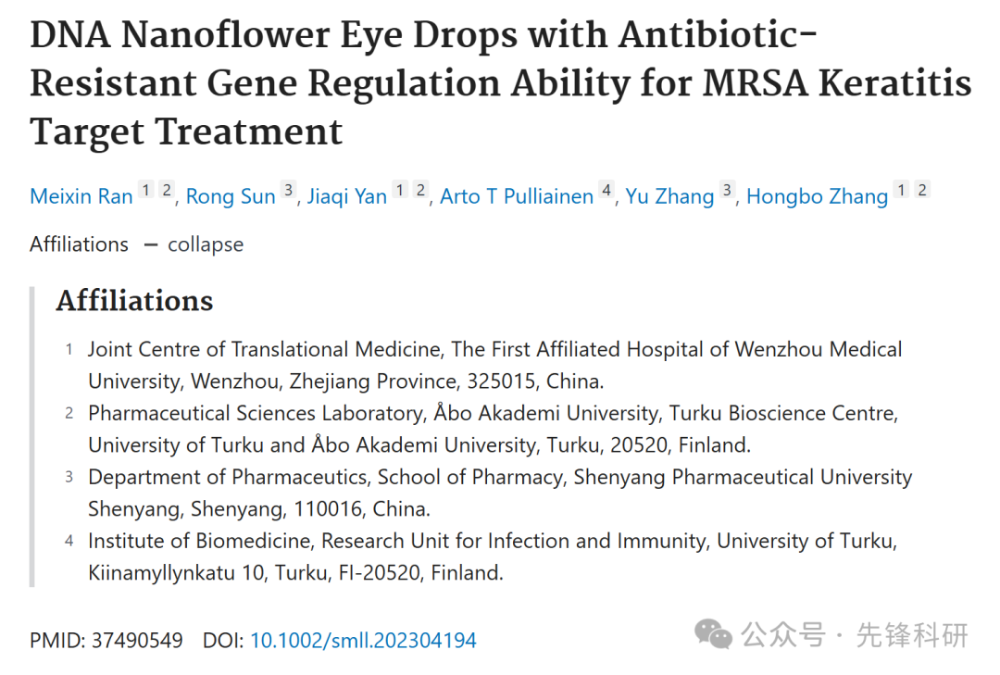 DNA Nanoflower Eye Drops with Antibiotic-
Resistant Gene Regulation Ability for MRSA Keratitis
Target Treatment
Meixin Ran 1 2, Rong Sun 3, Jiaqi Yan 1 2, Arto T Pulliainen 4, Yu Zhang 3, Hongbo Zhang 1 2
Affiliations — collapse
Affiliations
1 Joint Centre of Translational Medicine, The First Affiliated Hospital of Wenzhou Medical
University, Wenzhou, Zhejiang Province, 325015, China.
2 Pharmaceutical Sciences Laboratory, Åbo Akademi University, Turku Bioscience Centre,
University of Turku and Åbo Akademi University, Turku, 20520, Finland.
3 Department of Pharmaceutics, School of Pharmacy, Shenyang Pharmaceutical University
Shenyang, Shenyang, 110016, China.
4 Institute of Biomedicine, Research Unit for Infection and Immunity, University of Turku,
Kiinamyllynkatu 10, Turku, FI-20520, Finland.
PMID: 37490549 DOI: 10.1002/smll.202304194
公众号 · 先锋科研